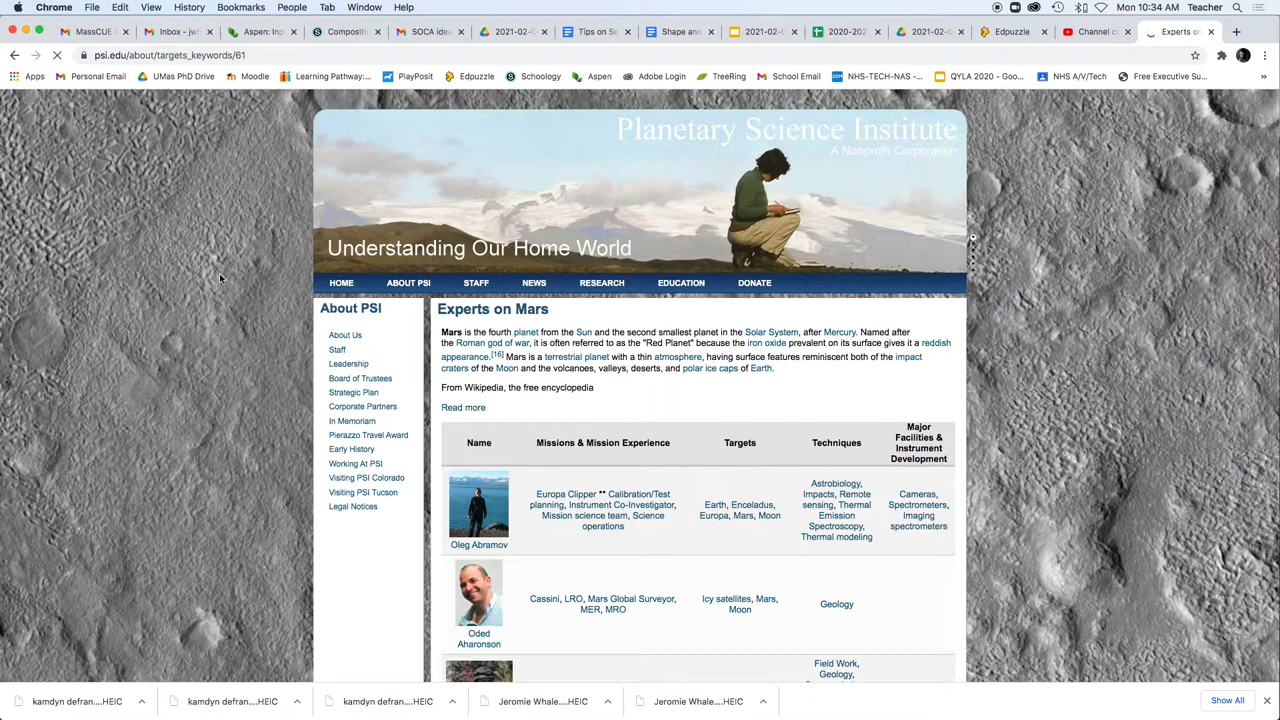 Chrome File Edit View History Bookmarks People Tab Window Help Mon 10:34 AM Teacher
MassCUE Inbox - jwh Aspen: Inp Compositi SOCA idea 2021-02- Tips on Se Shape and 2021-02-0 2020-202 2021-02-0 Edpuzzle Channel co Experts on
psi.edu/about/targets_keywords/61
Apps Personal Email UMas PhD Drive Moodle Learning Pathway:... PlayPosit Edpuzzle Schoology Aspen Adobe Login TreeRing School Email NHS-TECH-NAS -... QYLA 2020 - Goo... NHS A/V/Tech Free Executive Su... »
Planetary Science Institute
A Nonprofit Corporation
Understanding Our Home World
HOME ABOUT PSI STAFF NEWS RESEARCH EDUCATION DONATE
About PSI
About Us
Staff
Leadership
Board of Trustees
Strategic Plan
Corporate Partners
In Memoriam
Pierazzo Travel Award
Early History
Working At PSI
Visiting PSI Colorado
Visiting PSI Tucson
Legal Notices
Experts on Mars
Mars is the fourth planet from the Sun and the second smallest planet in the Solar System, after Mercury. Named after
the Roman god of war, it is often referred to as the "Red Planet" because the iron oxide prevalent on its surface gives it a reddish
appearance.[16] Mars is a terrestrial planet with a thin atmosphere, having surface features reminiscent both of the impact
craters of the Moon and the volcanoes, valleys, deserts, and polar ice caps of Earth.
From Wikipedia, the free encyclopedia
Read more
Name Missions & Mission Experience Targets Techniques
Major
Facilities &
Instrument
Development
Oleg Abramov
Europa Clipper ** Calibration/Test
planning, Instrument Co-Investigator,
Mission science team, Science
operations
Earth, Enceladus,
Europa, Mars, Moon
Astrobiology,
Impacts, Remote
sensing, Thermal
Emission
Spectroscopy,
Thermal modeling
Cameras,
Spectrometers,
Imaging
spectrometers
Oded
Aharonson
Cassini, LRO, Mars Global Surveyor,
MER, MRO
Icy satellites, Mars,
Moon
Geology
Field Work,
Geology,
kamdyn defran....HEIC kamdyn defran....HEIC kamdyn defran....HEIC Jeromie Whale....HEIC Jeromie Whale....HEIC Show All